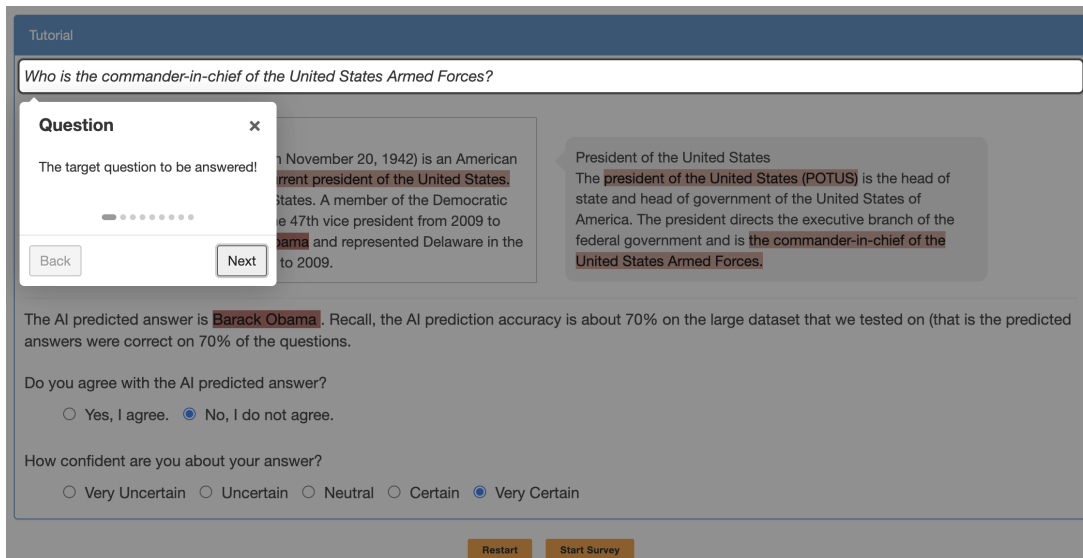 Tutorial
Who is the commander-in-chief of the United States Armed Forces?
Question ×
The target question to be answered!
Back Next
November 20, 1942) is an American
rrent president of the United States.
States. A member of the Democratic
e 47th vice president from 2009 to
bama and represented Delaware in the
to 2009.
President of the United States
The president of the United States (POTUS) is the head of
state and head of government of the United States of
America. The president directs the executive branch of the
federal government and is the commander-in-chief of the
United States Armed Forces.
The AI predicted answer is Barack Obama . Recall, the AI prediction accuracy is about 70% on the large dataset that we tested on (that is the predicted
answers were correct on 70% of the questions.
Do you agree with the AI predicted answer?
Yes, I agree. No, I do not agree.
How confident are you about your answer?
Very Uncertain Uncertain Neutral Certain Very Certain
Restart Start Survey